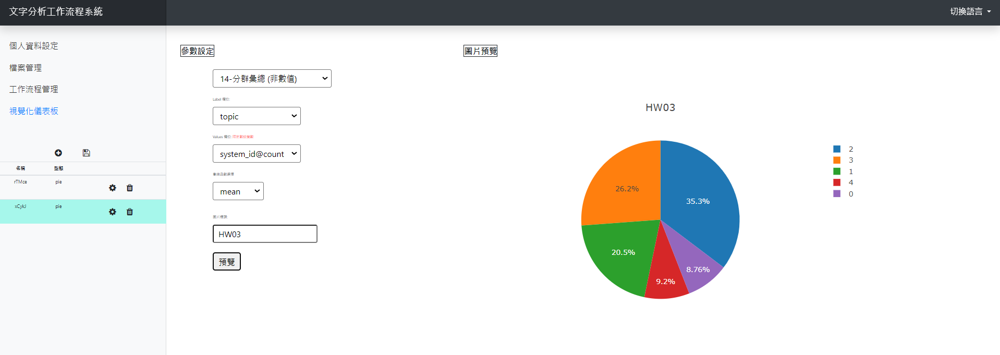 文字分析工作流程系統
切換語言
個人資料設定
檔案管理
工作流程管理
視覺化儀表板
名稱 型態
rTMce pie
xCykJ pie
參數設定
14-分群彙總 (非數值)
Label 欄位:
topic
Values 欄位: 限定數值變數
system_id@count
彙總函數選擇
mean
圖片標題:
HW03
預覽
圖片預覽
HW03
35.3%
26.2%
20.5%
9.2%
8.76%
2
3
1
4
0